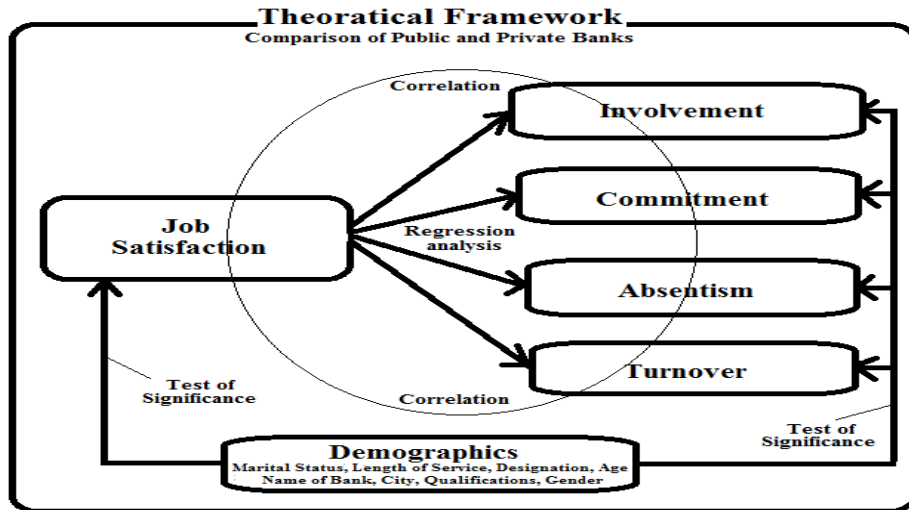 Theoratical Framework
Comparison of Public and Private Banks
Correlation
Involvement
Commitment
Job
Satisfaction
Regression
analysis
Absentism
Turnover
Test of
Significance
Correlation
Test of
Significance
Demographics
Marital Status, Length of Service, Designation, Age
Name of Bank, City, Qualifications, Gender